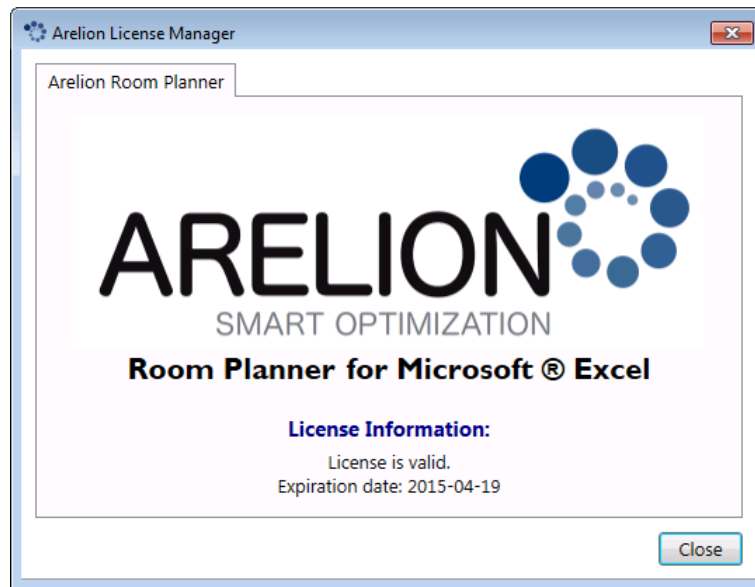 Arelion License Manager
Arelion Room Planner
ARELION
SMART OPTIMIZATION
Room Planner for Microsoft ® Excel
License Information:
License is valid.
Expiration date: 2015-04-19
Close